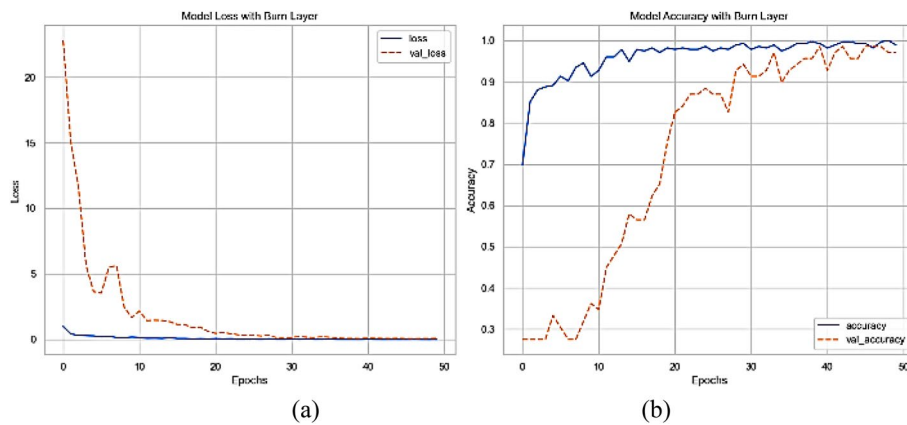 Model Loss with Burn Layer
loss
val_loss
20
15
10
5
0
Loss
0 10 20 30 40 50
Epochs
(a)
Model Accuracy with Burn Layer
1.0
0.9
0.8
0.7
0.6
0.5
0.4
0.3
Accuracy
accuracy
val_accuracy
0 10 20 30 40 50
Epochs
(b)